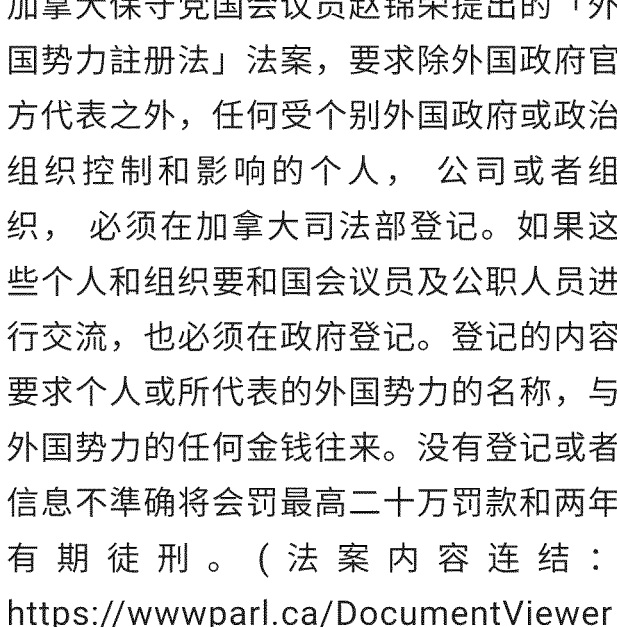 加拿大保守党国会议员赵锦荣提出的「外
国势力註册法」法案，要求除外国政府官
方代表之外，任何受个别外国政府或政治
组织控制和影响的个人， 公司或者组
织， 必须在加拿大司法部登记。如果这
些个人和组织要和国会议员及公职人员进
行交流，也必须在政府登记。登记的内容
要求个人或所代表的外国势力的名称，与
外国势力的任何金钱往来。没有登记或者
信息不準确将会罚最高二十万罚款和两年
有期徒刑。(法案内容连结：
https://wwwparl.ca/DocumentViewer